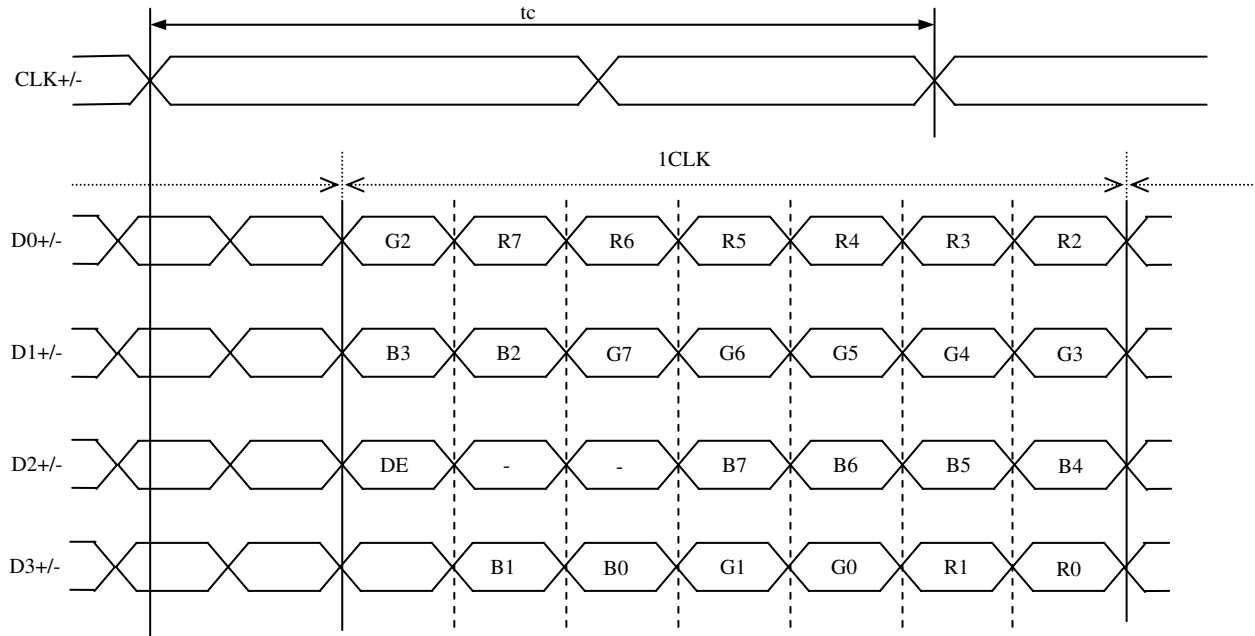 tc
CLK+/-
1CLK
D0+/- G2 R7 R6 R5 R4 R3 R2
D1+/- B3 B2 G7 G6 G5 G4 G3
D2+/- DE - - B7 B6 B5 B4
D3+/- B1 B0 G1 G0 R1 R0